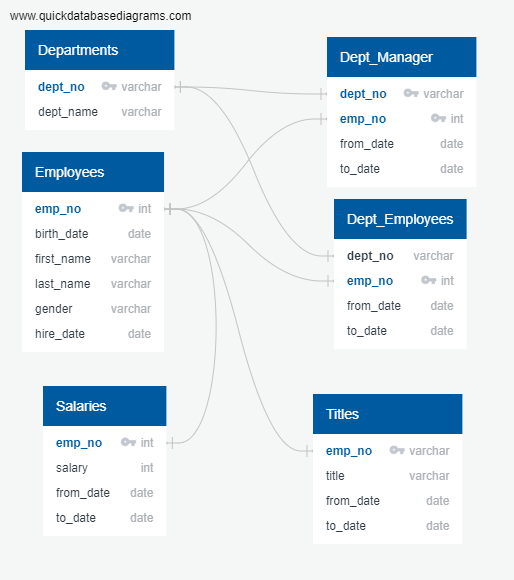 www.quickdatabasediagrams.com
Departments
dept_no varchar
dept_name varchar
Employees
emp_no int
birth_date date
first_name varchar
last_name varchar
gender varchar
hire_date date
Salaries
emp_no int
salary int
from_date date
to_date date
Dept_Manager
dept_no varchar
emp_no int
from_date date
to_date date
Dept_Employees
dept_no varchar
emp_no int
from_date date
to_date date
Titles
emp_no varchar
title varchar
from_date date
to_date date